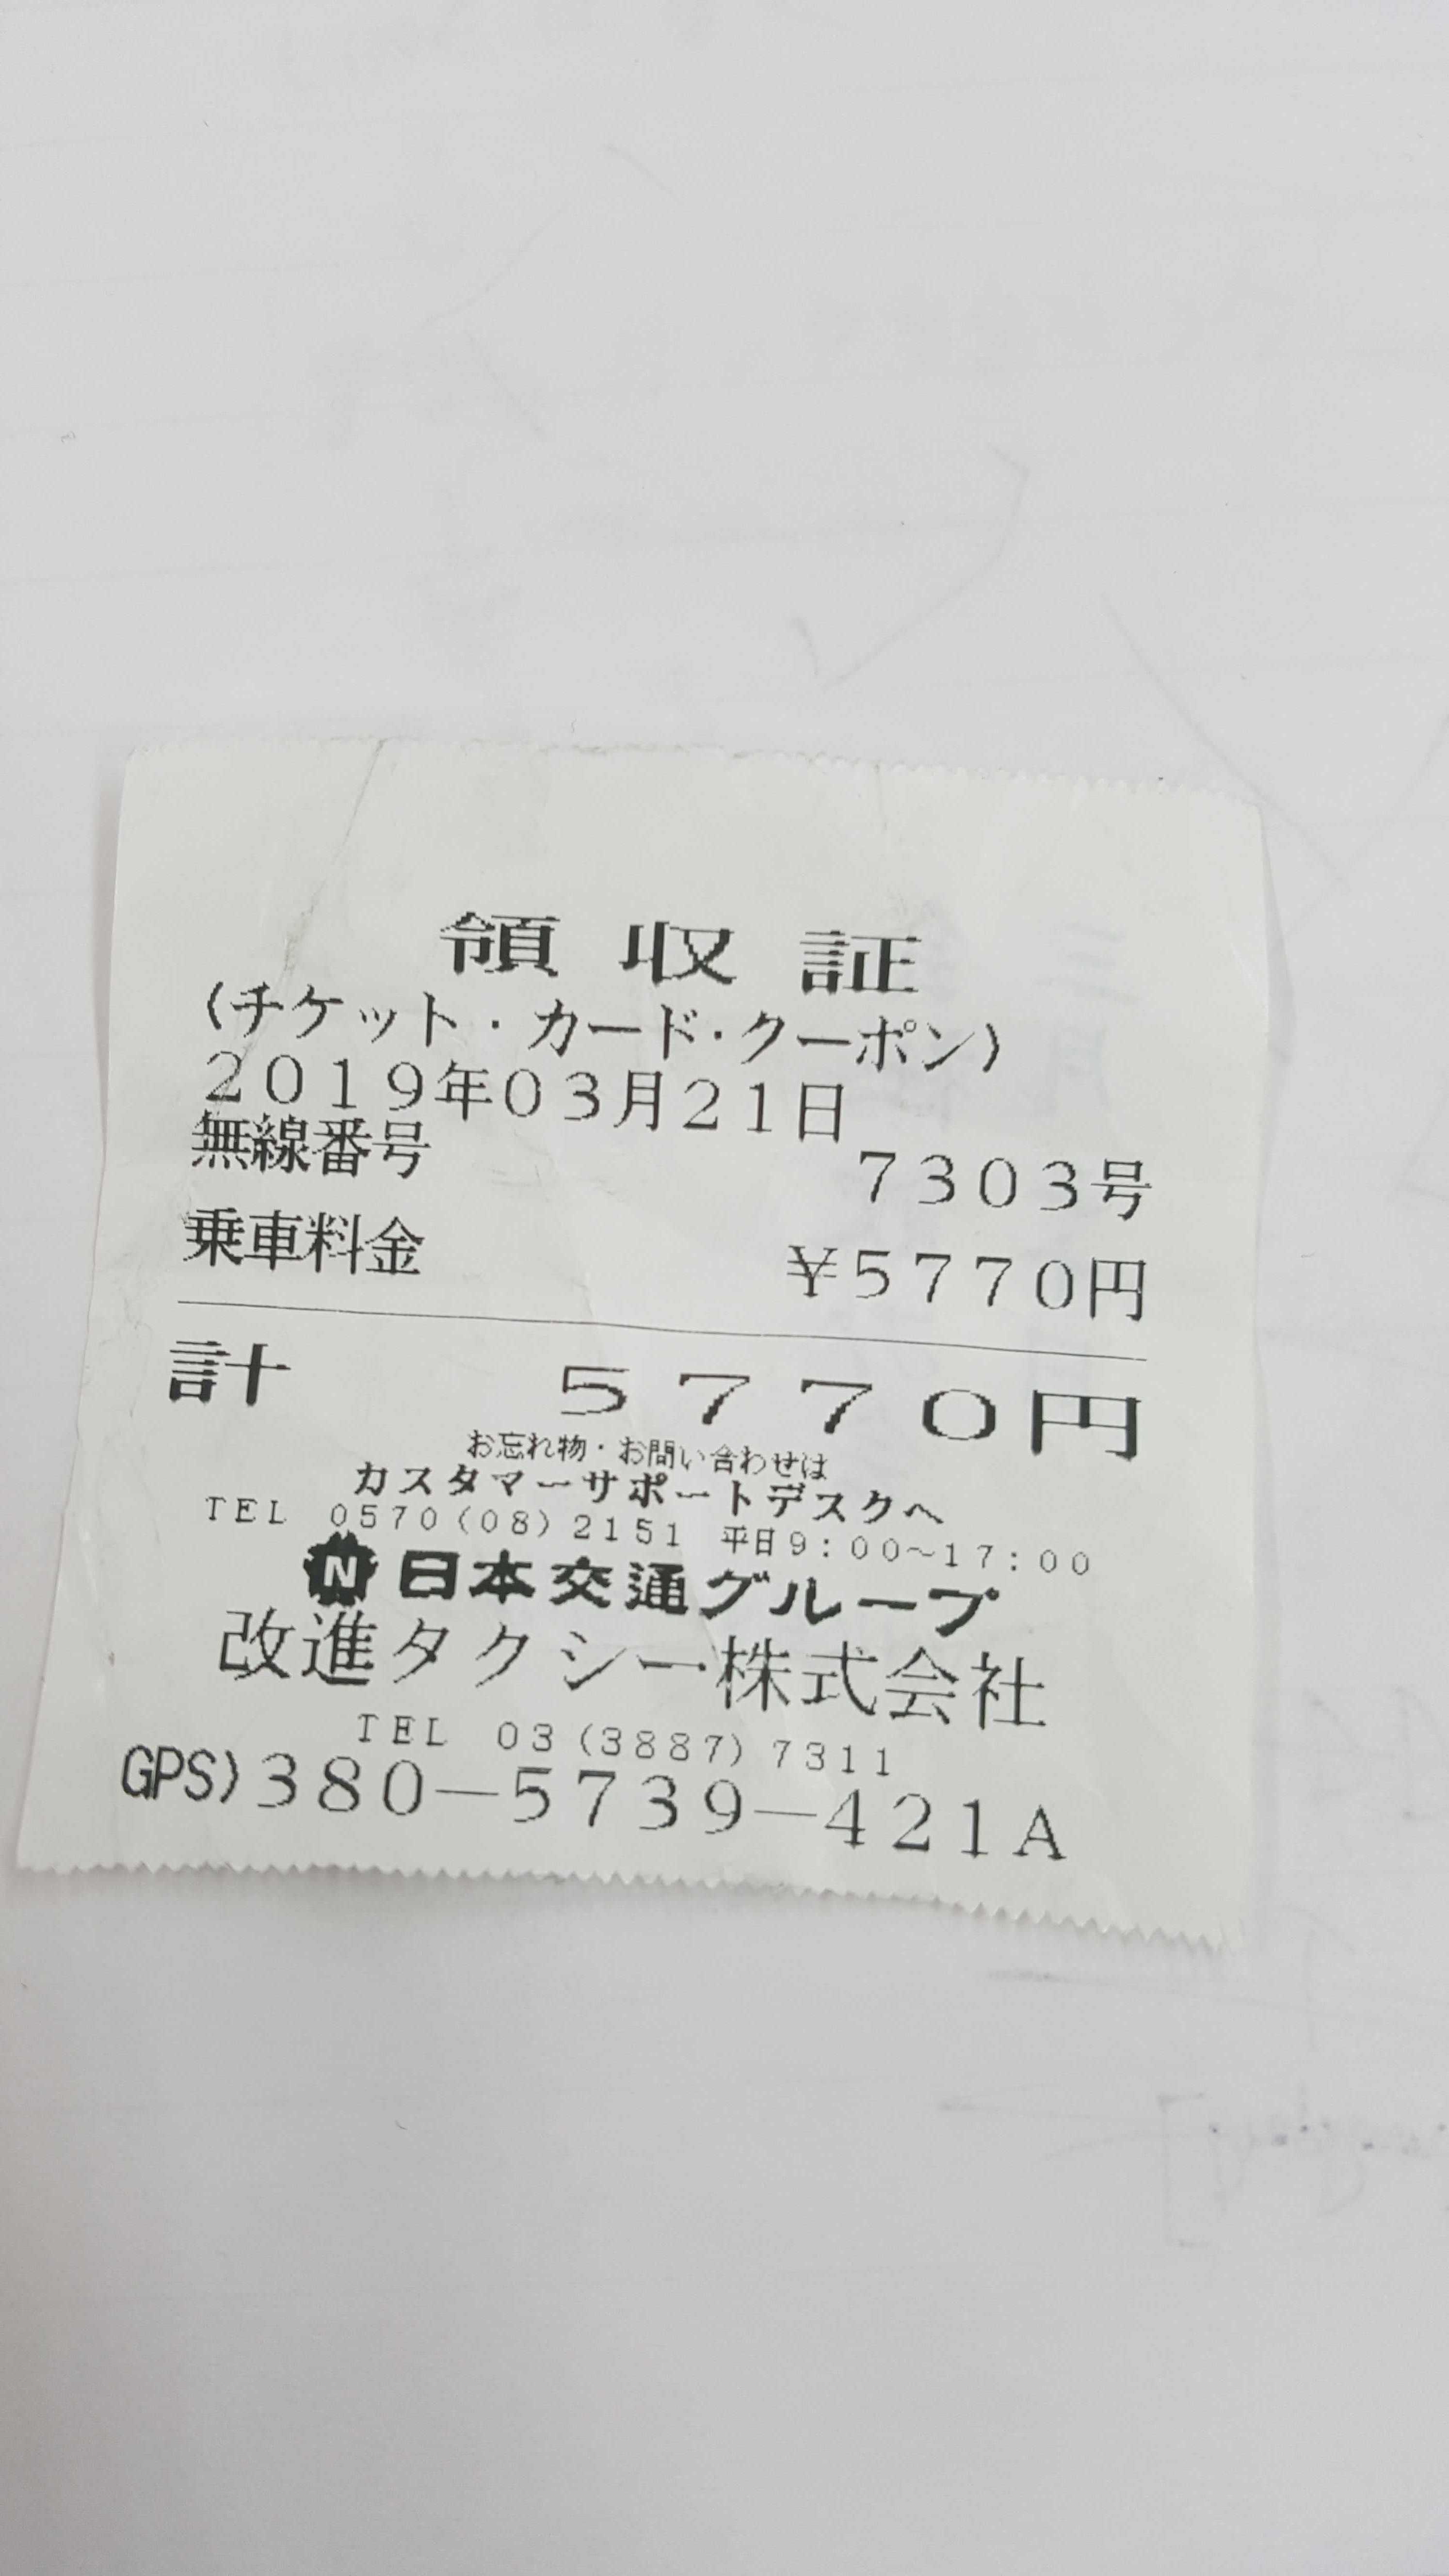 領収証
(チケット・カード・クーポン)
2019年03月21日
無線番号 7303号
乗車料金 ¥5770円
計 5770円
お忘れ物・お問い合わせは
カスタマーサポートデスクへ
TEL 0570(08)2151 平日9:00~17:00
N 日本交通グループ
改進タクシー株式会社
TEL 03(3887)7311
GPS)380-5739-421A